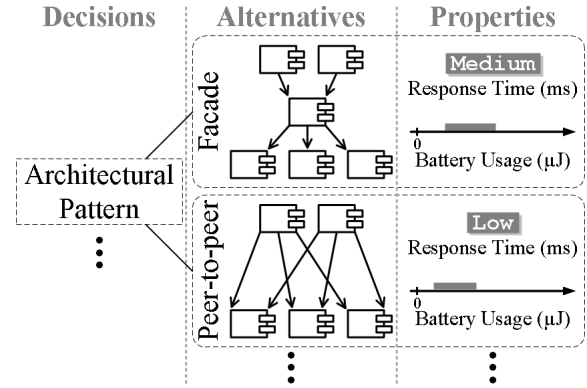 Decisions
Alternatives
Properties
Architectural
Pattern
Facade
Medium
Response Time (ms)
0
Battery Usage (μJ)
Peer-to-peer
Low
Response Time (ms)
0
Battery Usage (μJ)